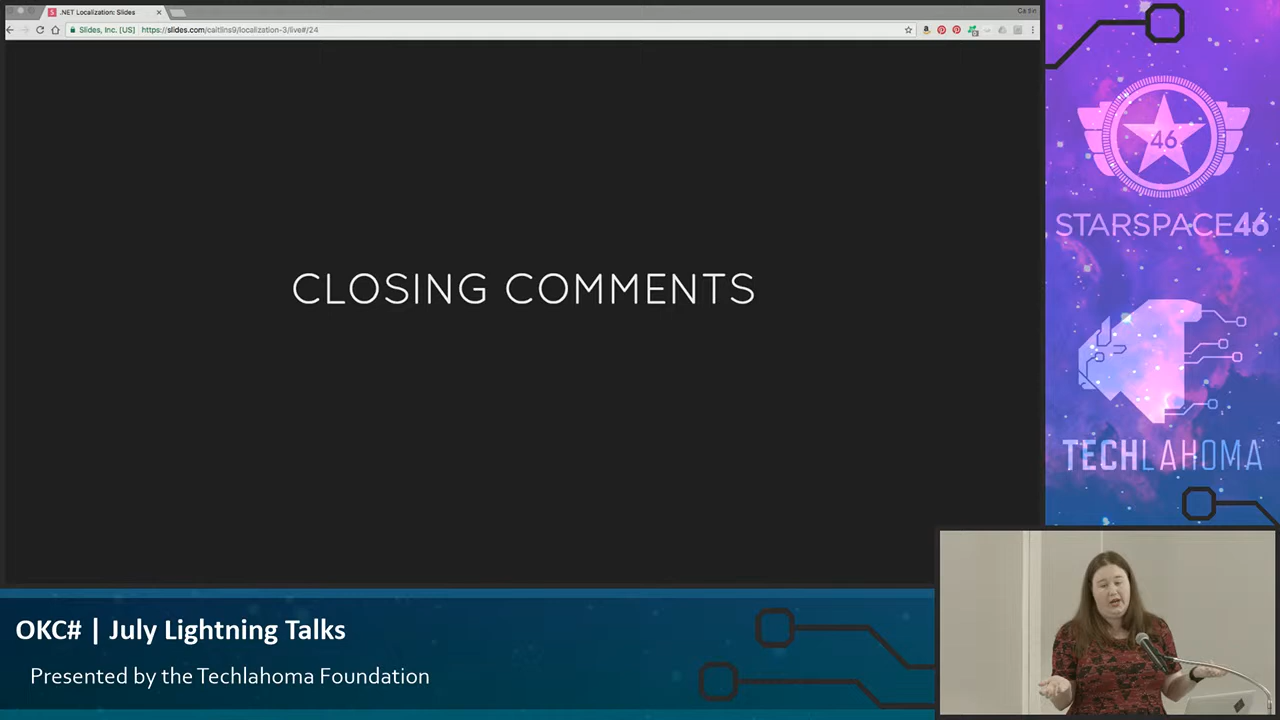 .NET Localization: Slides
Slides, Inc. [US]
https://slides.com/caitlins9/localization-3/live#/24
CLOSING COMMENTS
46
STARSPACE46
TECHLAHOMA
OKC# | July Lightning Talks
Presented by the Techlahoma Foundation